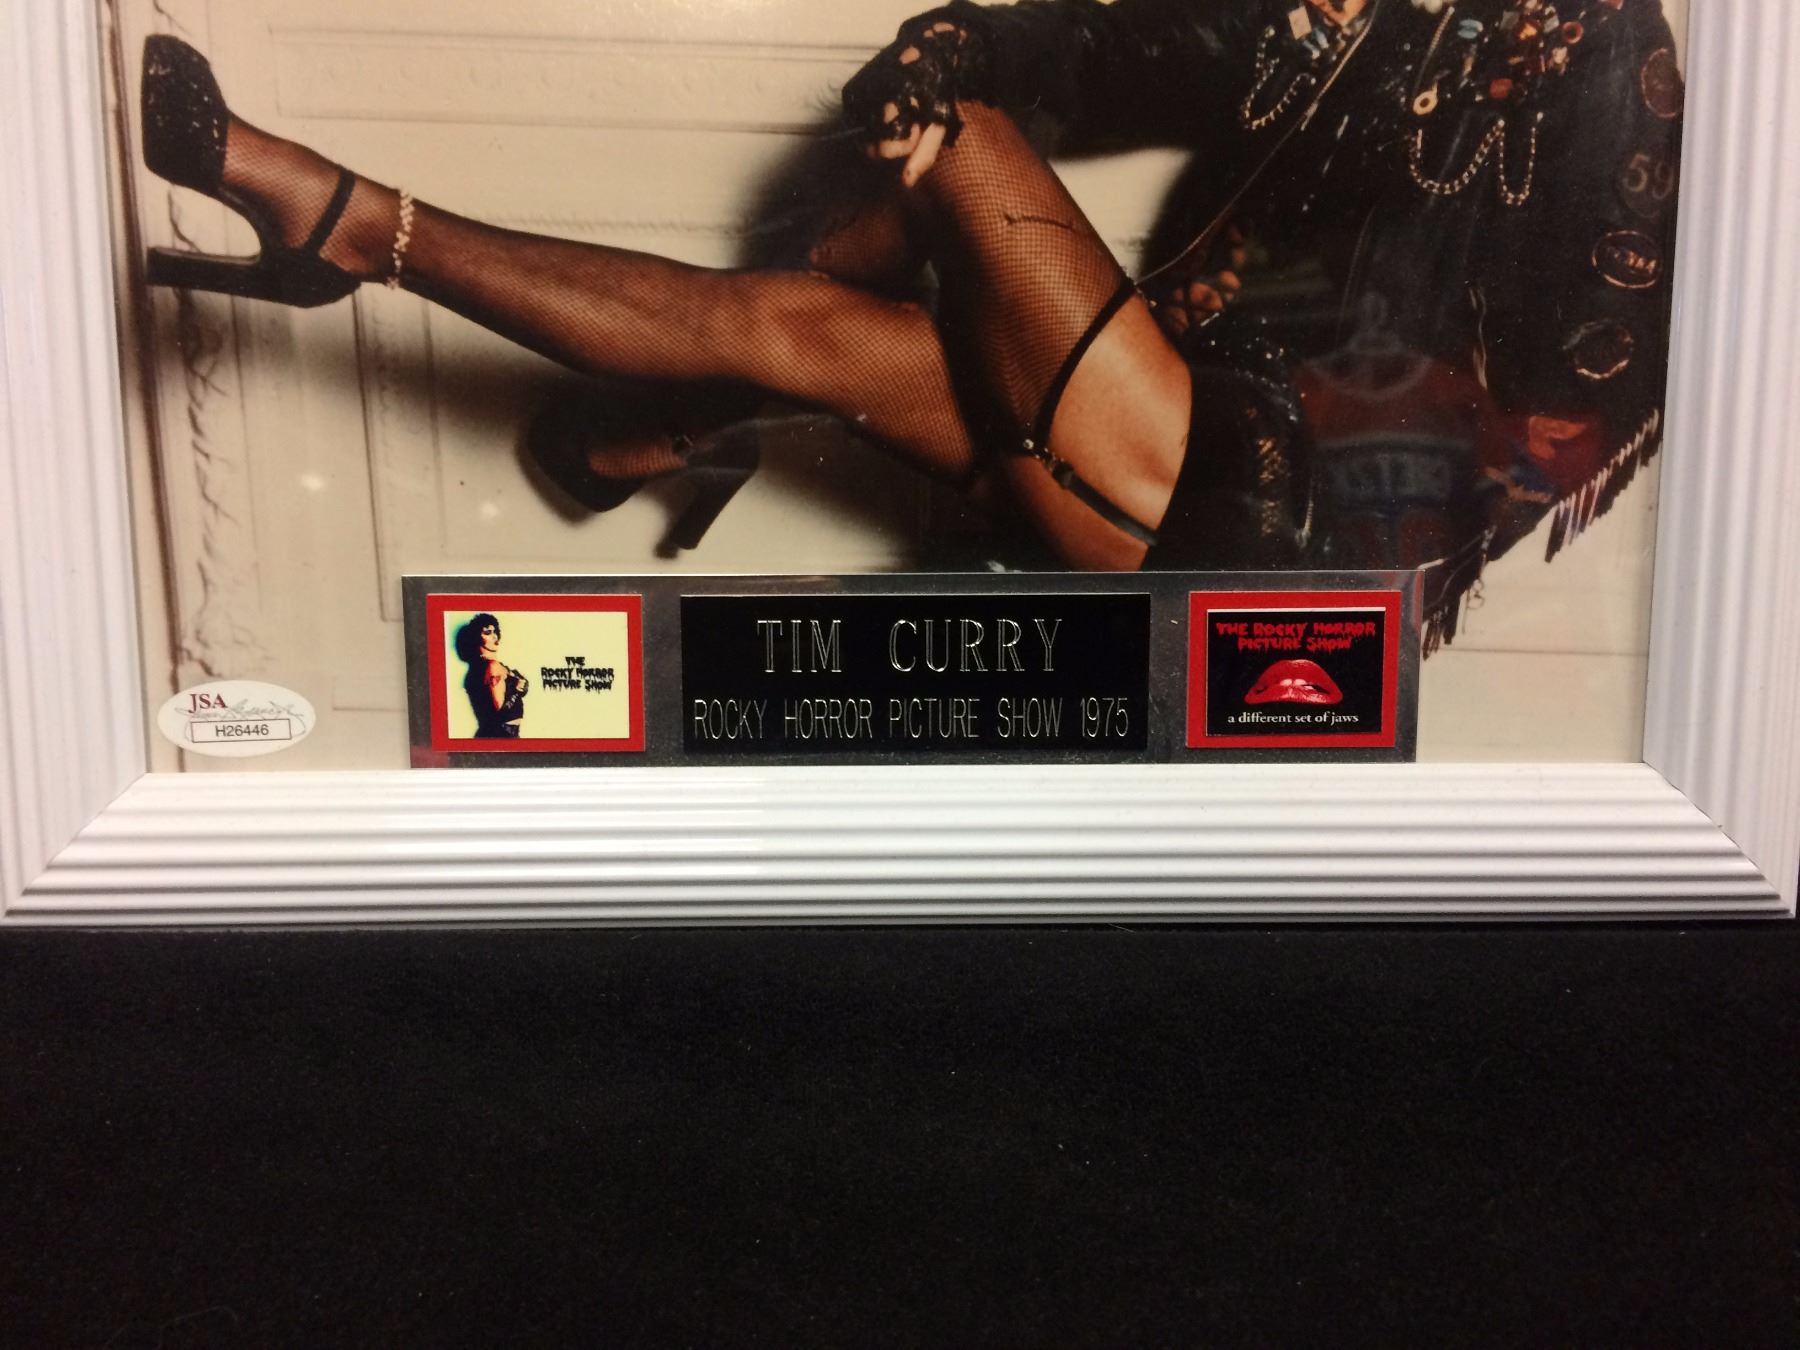 59
JSA
H26446
THE
ROCKY HORROR
PICTURE SHOW
TIM CURRY
ROCKY HORROR PICTURE SHOW 1975
THE ROCKY HORROR
PICTURE SHOW
a different set of jaws